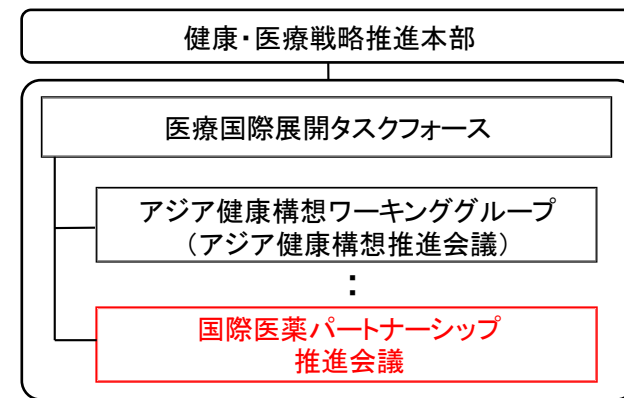 健康・医療戦略推進本部
医療国際展開タスクフォース
アジア健康構想ワーキンググループ
（アジア健康構想推進会議）
：
国際医薬パートナーシップ
推進会議